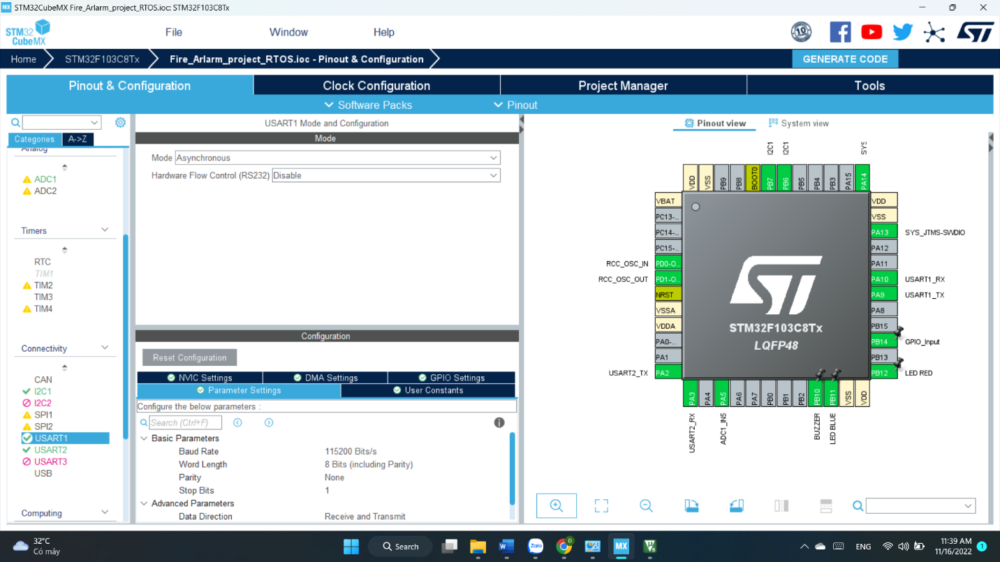 MX STM32CubeMX Fire_Arlarm_project_RTOS.ioc: STM32F103C8Tx
STM32
CubeMX
File
Window
Help
10
Home
STM32F103C8Tx
Fire_Arlarm_project_RTOS.ioc - Pinout & Configuration
GENERATE CODE
Pinout & Configuration
Clock Configuration
Project Manager
Tools
Software Packs
Pinout
Categories
A->Z
Analog
ADC1
ADC2
Timers
RTC
TIM1
TIM2
TIM3
TIM4
Connectivity
CAN
I2C1
I2C2
SPI1
SPI2
USART1
USART2
USART3
USB
Computing
USART1 Mode and Configuration
Mode
Mode Asynchronous
Hardware Flow Control (RS232) Disable
Configuration
Reset Configuration
NVIC Settings
DMA Settings
GPIO Settings
Parameter Settings
User Constants
Configure the below parameters :
Search (Ctrl+F)
Basic Parameters
Baud Rate 115200 Bits/s
Word Length 8 Bits (including Parity)
Parity None
Stop Bits 1
Advanced Parameters
Data Direction Receive and Transmit
Pinout view
System view
I2C1
I2C1
SYS
VDD
VSS
PB9
PB8
BOOT0
PB7
PB6
PB5
PB4
PB3
PA15
PA14
VBAT
PC13-..
PC14-..
PC15-..
RCC_OSC_IN PD0-O..
RCC_OSC_OUT PD1-O..
NRST
VSSA
VDDA
PA0-..
PA1
USART2_TX PA2
VDD
VSS
PA13 SYS_JTMS-SWDIO
PA12
PA11
PA10 USART1_RX
PA9 USART1_TX
PA8
PB15
PB14 GPIO_Input
PB13
PB12 LED RED
STM32F103C8Tx
LQFP48
PA3
PA4
PA5
PA6
PA7
PB0
PB1
PB2
PB10
PB11
VSS
VDD
USART2_RX
ADC1_IN5
BUZZER
LED BLUE
32°C
Có mây
Search
Zalo
Đ
MX
ENG
11:39 AM
11/16/2022
1